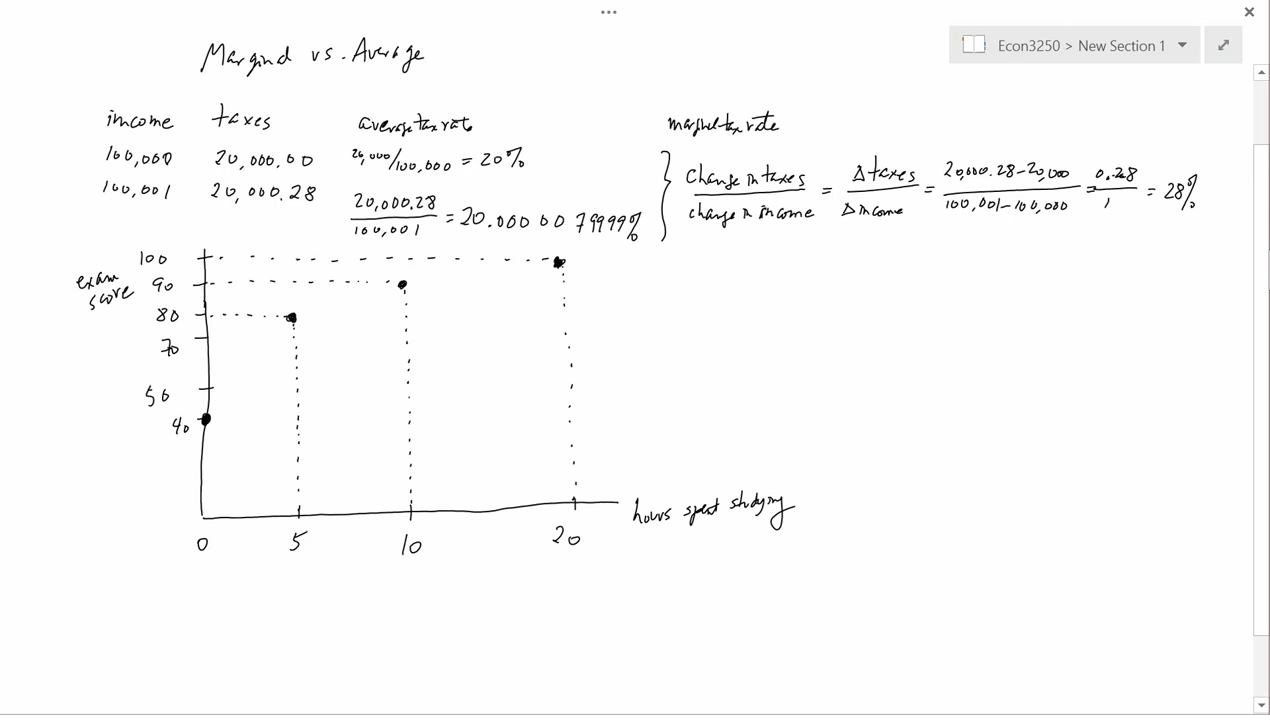 Econ3250 > New Section 1
Marginal vs. Average
income taxes average tax rate marginal tax rate
100,000 20,000.00 20,000/100,000 = 20%
100,001 20,000.28 20,000.28/100,001 = 20.000 00 79999%
change in taxes/change in income = Δtaxes/Δincome = 20,000.28-20,000/100,001-100,000 = 0.28/1 = 28%
exam score
100
90
80
70
50
40
0 5 10 20
hours spent studying